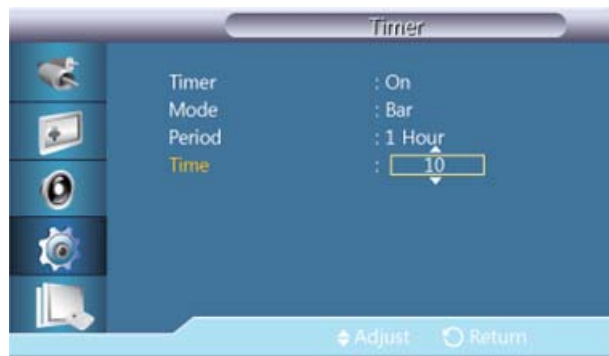 Timer
Timer : On
Mode : Bar
Period : 1 Hour
Time : 10
Adjust Return